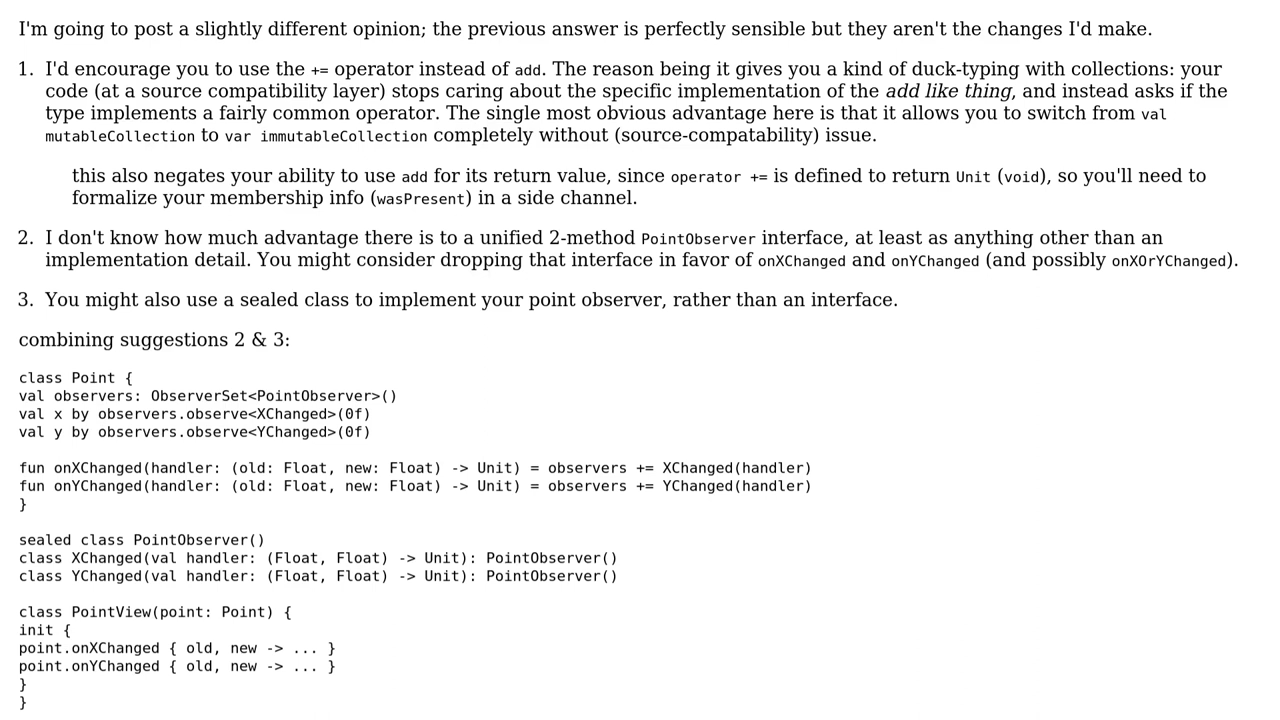 I'm going to post a slightly different opinion; the previous answer is perfectly sensible but they aren't the changes I'd make.
1. I'd encourage you to use the += operator instead of add. The reason being it gives you a kind of duck-typing with collections: your
code (at a source compatibility layer) stops caring about the specific implementation of the add like thing, and instead asks if the
type implements a fairly common operator. The single most obvious advantage here is that it allows you to switch from val
mutableCollection to var immutableCollection completely without (source-compatability) issue.
this also negates your ability to use add for its return value, since operator += is defined to return Unit (void), so you'll need to
formalize your membership info (wasPresent) in a side channel.
2. I don't know how much advantage there is to a unified 2-method PointObserver interface, at least as anything other than an
implementation detail. You might consider dropping that interface in favor of onXChanged and onYChanged (and possibly onXOrYChanged).
3. You might also use a sealed class to implement your point observer, rather than an interface.
combining suggestions 2 & 3:
class Point {
val observers: ObserverSet<PointObserver>()
val x by observers.observe<XChanged>(0f)
val y by observers.observe<YChanged>(0f)
fun onXChanged(handler: (old: Float, new: Float) -> Unit) = observers += XChanged(handler)
fun onYChanged(handler: (old: Float, new: Float) -> Unit) = observers += YChanged(handler)
}
sealed class PointObserver()
class XChanged(val handler: (Float, Float) -> Unit): PointObserver()
class YChanged(val handler: (Float, Float) -> Unit): PointObserver()
class PointView(point: Point) {
init {
point.onXChanged { old, new -> ... }
point.onYChanged { old, new -> ... }
}
}